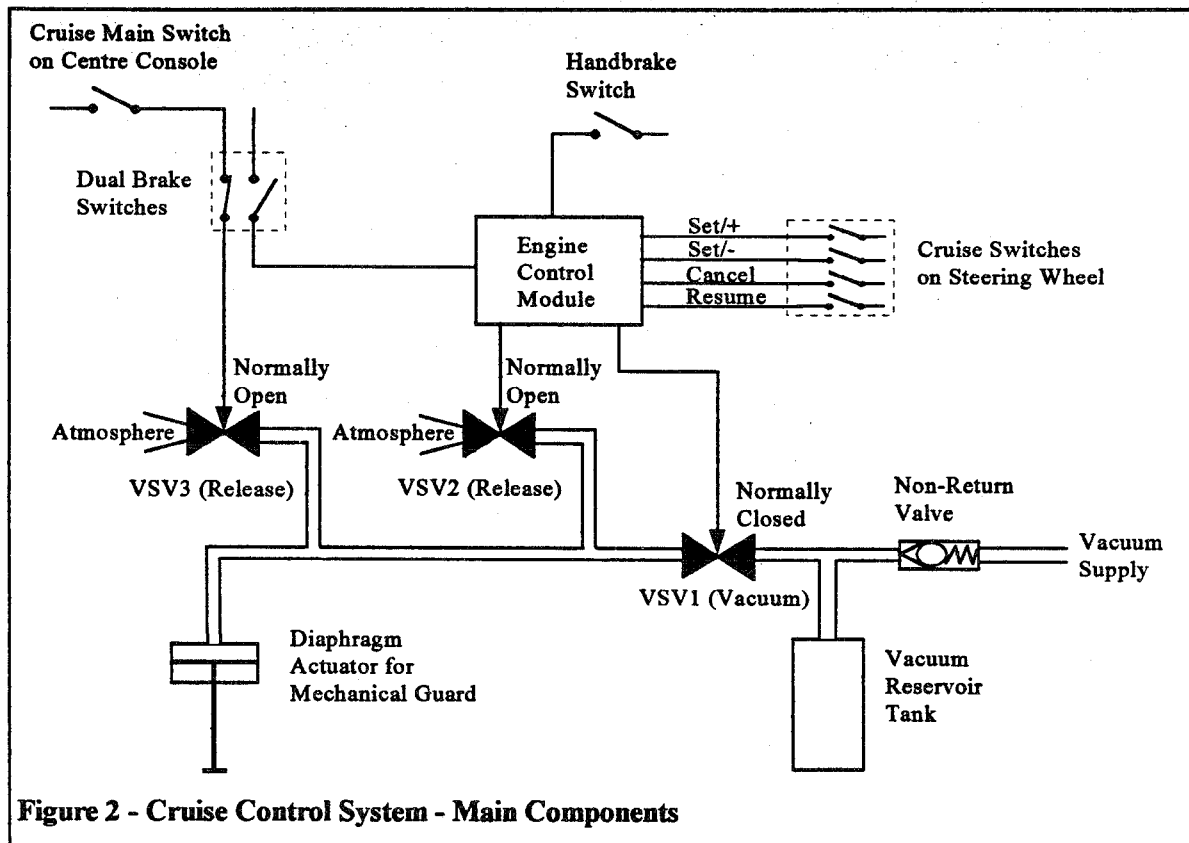 Cruise Main Switch
on Centre Console
Handbrake
Switch
Dual Brake
Switches
Engine
Control
Module
Set/+
Set/-
Cancel
Resume
Cruise Switches
on Steering Wheel
Normally
Open
Normally
Open
Atmosphere
Atmosphere
VSV3 (Release)
VSV2 (Release)
Normally
Closed
Non-Return
Valve
Vacuum
Supply
VSV1 (Vacuum)
Diaphragm
Actuator for
Mechanical Guard
Vacuum
Reservoir
Tank
Figure 2 - Cruise Control System - Main Components